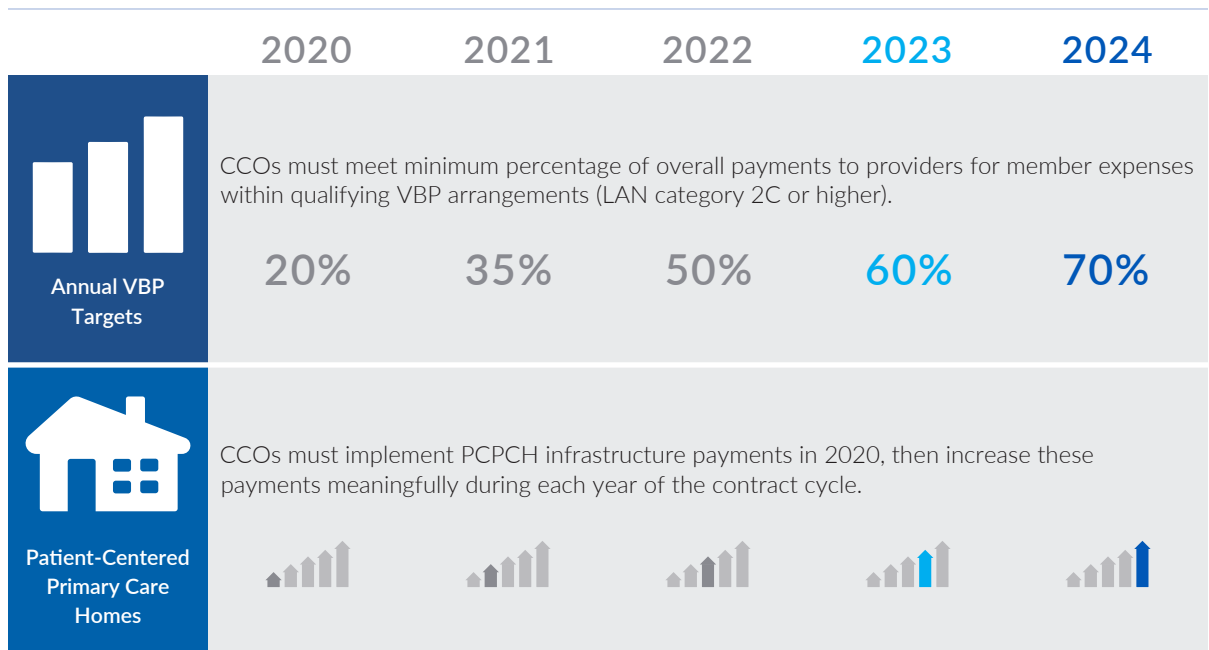 2020 2021 2022 2023 2024
CCOs must meet minimum percentage of overall payments to providers for member expenses
within qualifying VBP arrangements (LAN category 2C or higher).
20% 35% 50% 60% 70%
Annual VBP
Targets
CCOs must implement PCPCH infrastructure payments in 2020, then increase these
payments meaningfully during each year of the contract cycle.
Patient-Centered
Primary Care
Homes